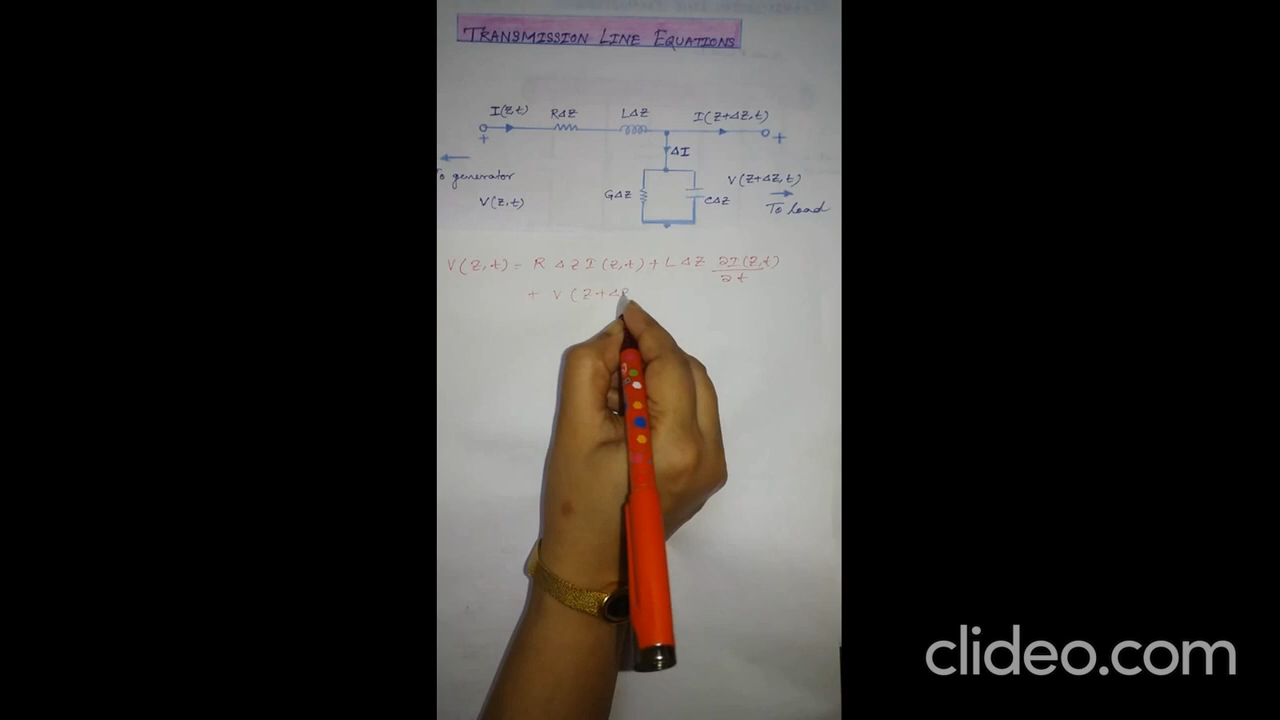 TRANSMISSION LINE EQUATIONS
I(z,t) RΔz LΔz I(z+Δz,t)
+ +
ΔI
To generator V(z+Δz,t)
GΔz CΔz
V(z,t) To load
V(z,t) = R Δz I(z,t) + L Δz ∂I(z,t)/∂t
+ V(z+Δz
clideo.com